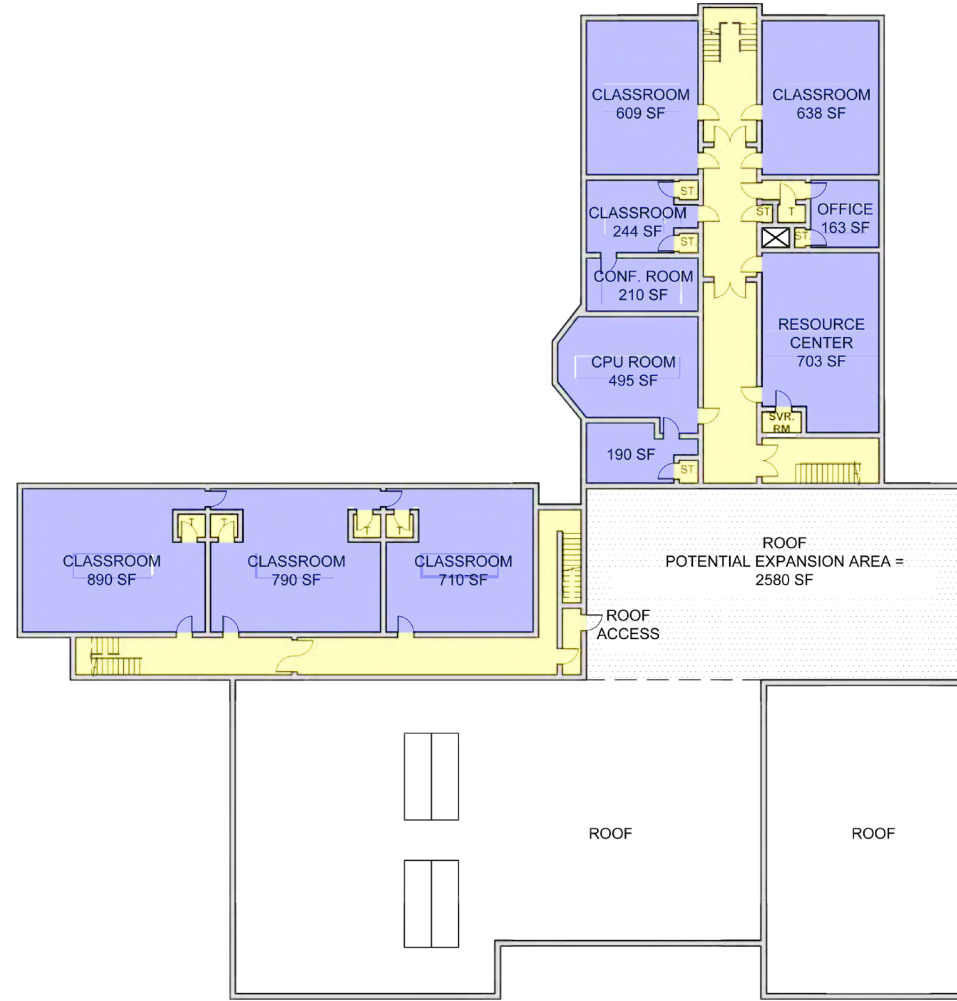 CLASSROOM
609 SF
CLASSROOM
638 SF
ST.
CLASSROOM
244 SF
ST.
ST
T
OFFICE
163 SF
ST.
CONF. ROOM
210 SF
RESOURCE
CENTER
703 SF
CPU ROOM
495 SF
SVR.
RM
190 SF
ST
CLASSROOM
890 SF
T
T
CLASSROOM
790 SF
T
T
CLASSROOM
710 SF
ROOF
POTENTIAL EXPANSION AREA =
2580 SF
ROOF
ACCESS
ROOF
ROOF